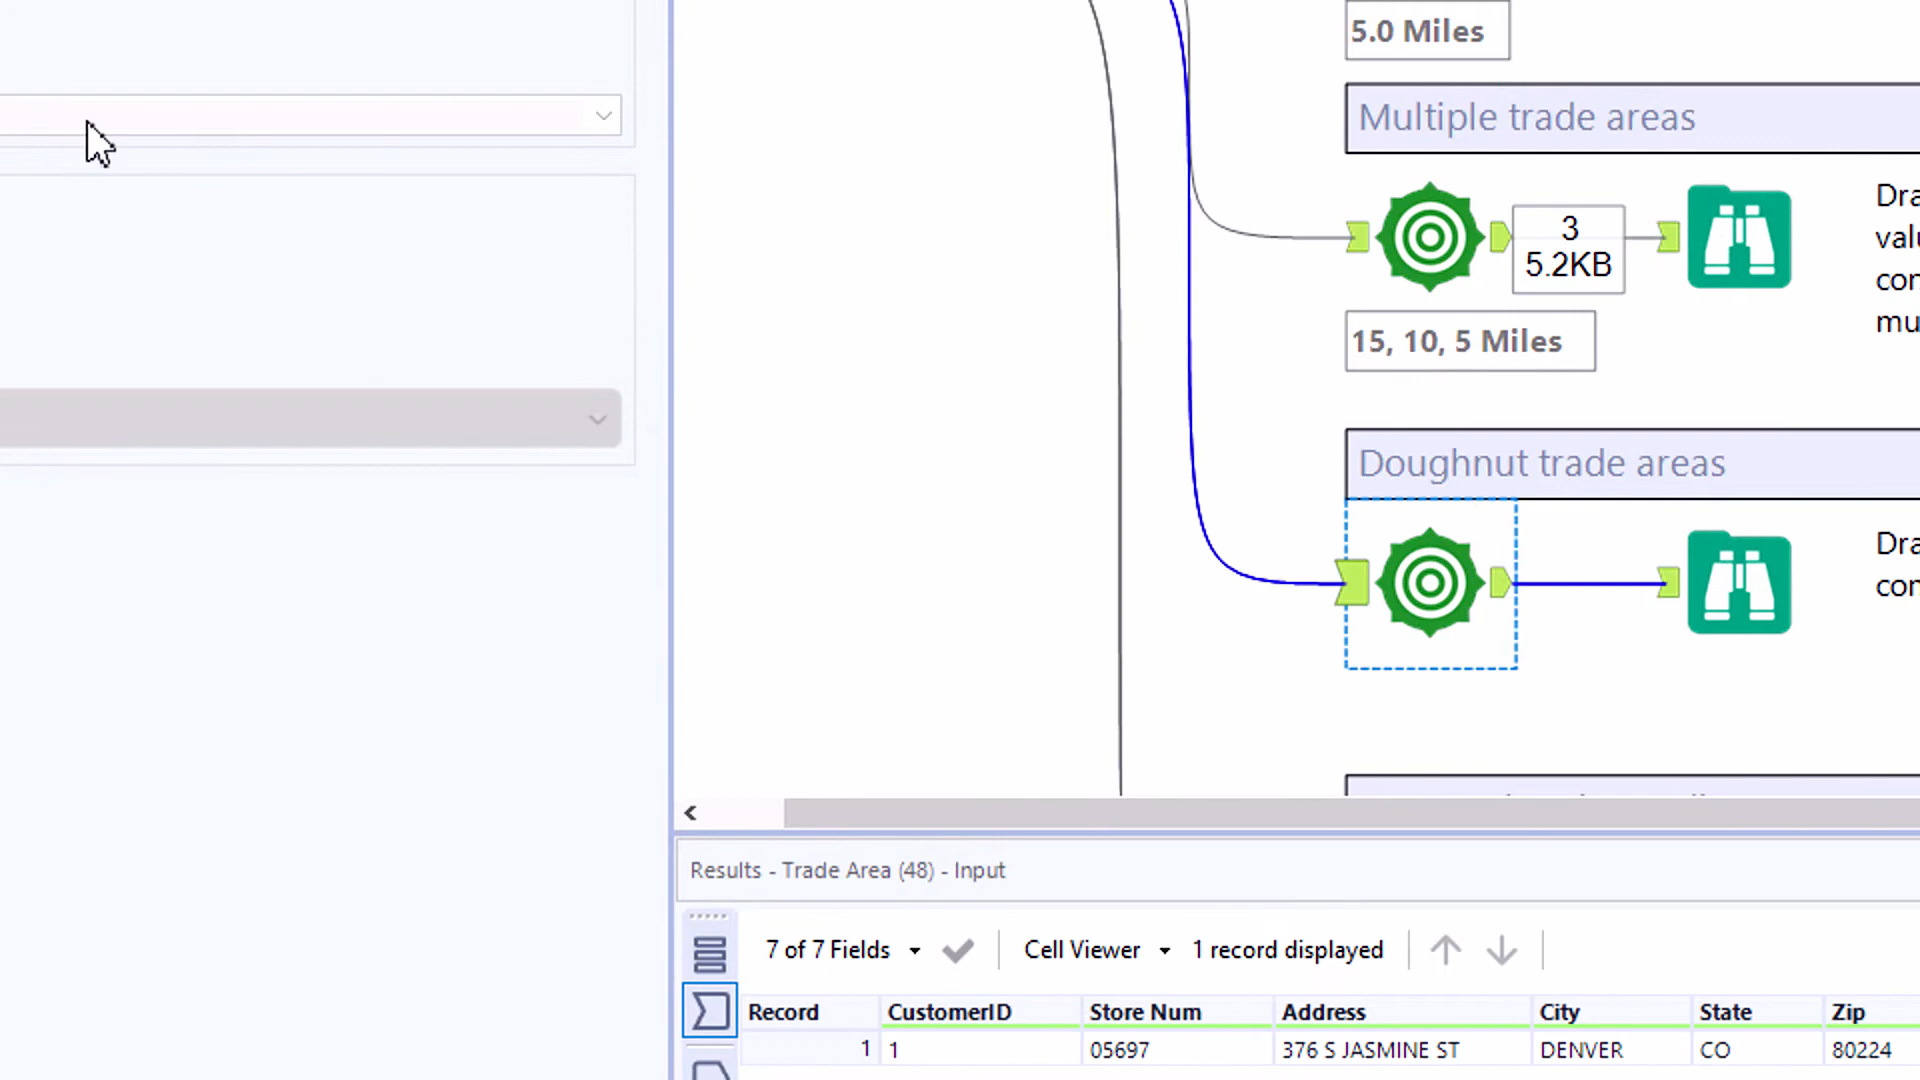 5.0 Miles
Multiple trade areas
3
5.2KB
15, 10, 5 Miles
Doughnut trade areas
Results - Trade Area (48) - Input
7 of 7 Fields
Cell Viewer
1 record displayed
Record CustomerID Store Num Address City State Zip
1 1 05697 376 S JASMINE ST DENVER CO 80224